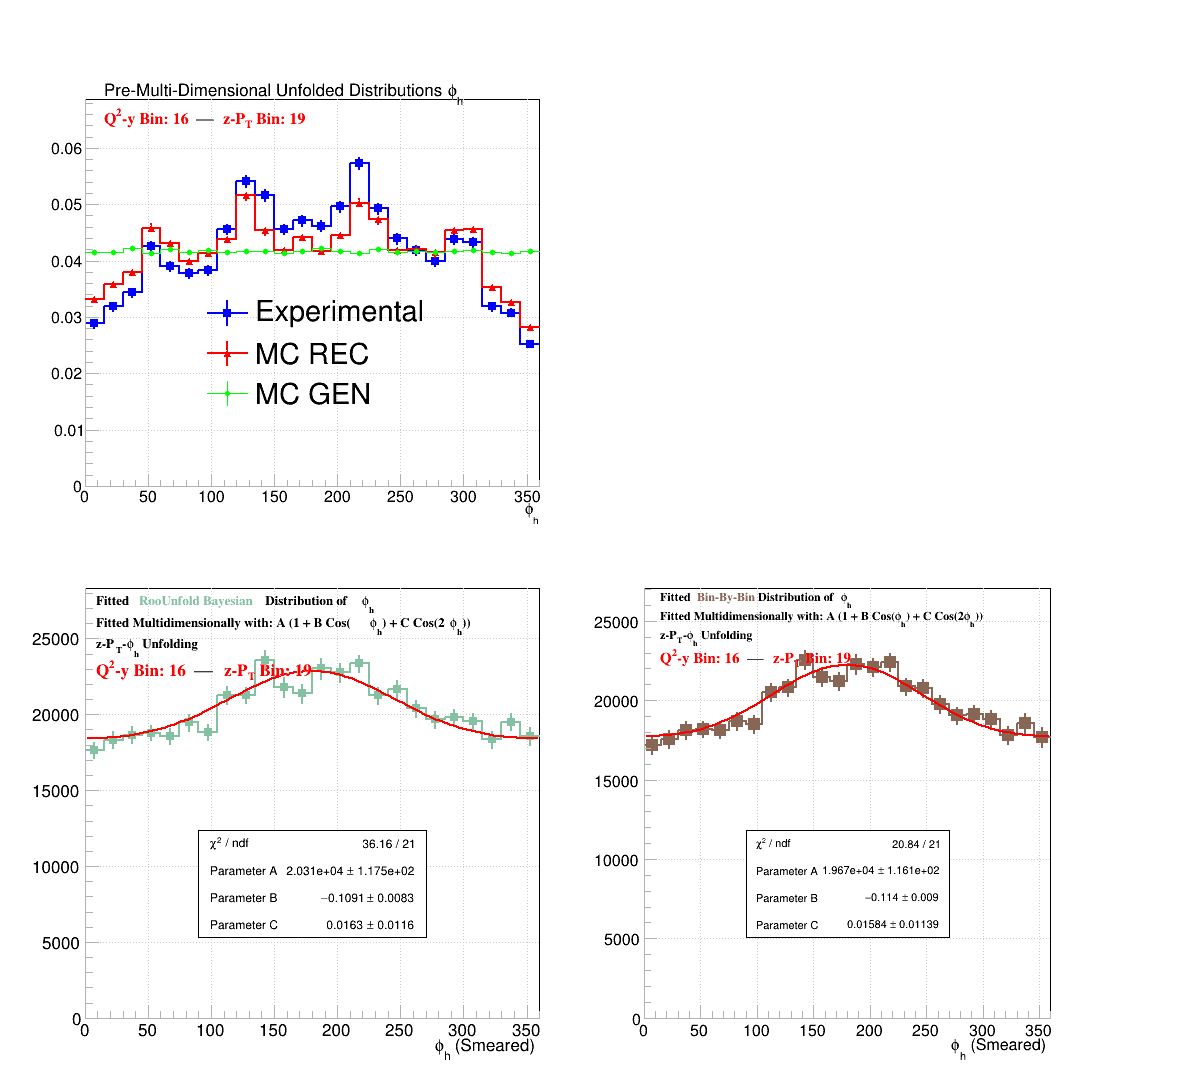 Pre-Multi-Dimensional Unfolded Distributions ϕh
Q²-y Bin: 16 — z-PT Bin: 19
0.06
0.05
0.04
0.03
0.02
0.01
0
Experimental
MC REC
MC GEN
0 50 100 150 200 250 300 350
ϕh
Fitted RooUnfold Bayesian Distribution of ϕh
Fitted Multidimensionally with: A (1 + B Cos( ϕh) + C Cos(2 ϕh))
z-PT-ϕh Unfolding
Q²-y Bin: 16 — z-PT Bin: 19
25000
20000
15000
10000
5000
0
χ² / ndf 36.16 / 21
Parameter A 2.031e+04 ± 1.175e+02
Parameter B −0.1091 ± 0.0083
Parameter C 0.0163 ± 0.0116
0 50 100 150 200 250 300 350
ϕh (Smeared)
Fitted Bin-By-Bin Distribution of ϕh
Fitted Multidimensionally with: A (1 + B Cos(ϕh) + C Cos(2ϕh))
z-PT-ϕh Unfolding
Q²-y Bin: 16 — z-PT Bin: 19
25000
20000
15000
10000
5000
0
χ² / ndf 20.84 / 21
Parameter A 1.967e+04 ± 1.161e+02
Parameter B −0.114 ± 0.009
Parameter C 0.01584 ± 0.01139
0 50 100 150 200 250 300 350
ϕh (Smeared)